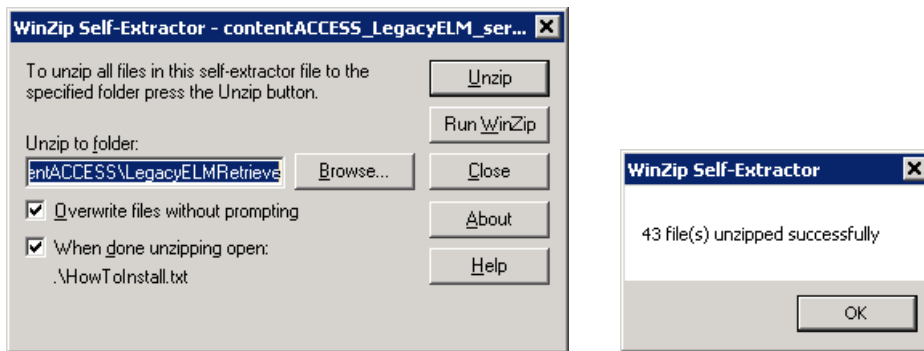 WinZip Self-Extractor - contentACCESS_LegacyELM_ser...
To unzip all files in this self-extractor file to the
specified folder press the Unzip button.
Unzip to folder:
entACCESS\LegacyELMRetrieve
Browse...
Overwrite files without prompting
When done unzipping open:
.\HowToInstall.txt
Unzip
Run WinZip
Close
About
Help
WinZip Self-Extractor
43 file(s) unzipped successfully
OK